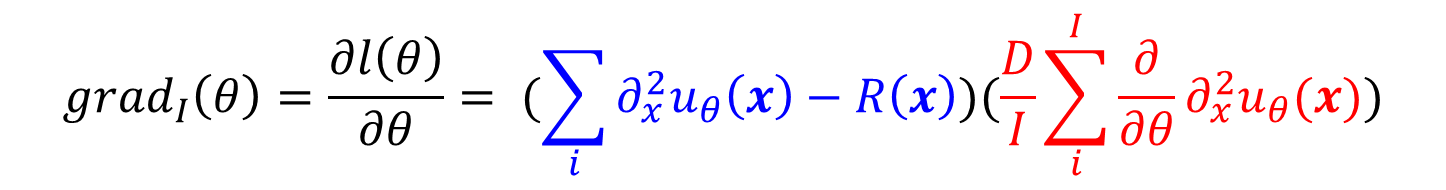 grad_I(θ) = ∂l(θ)/∂θ = (∑_i ∂_x^2 u_θ(x) − R(x))(D/I ∑_i^I ∂/∂θ ∂_x^2 u_θ(x))